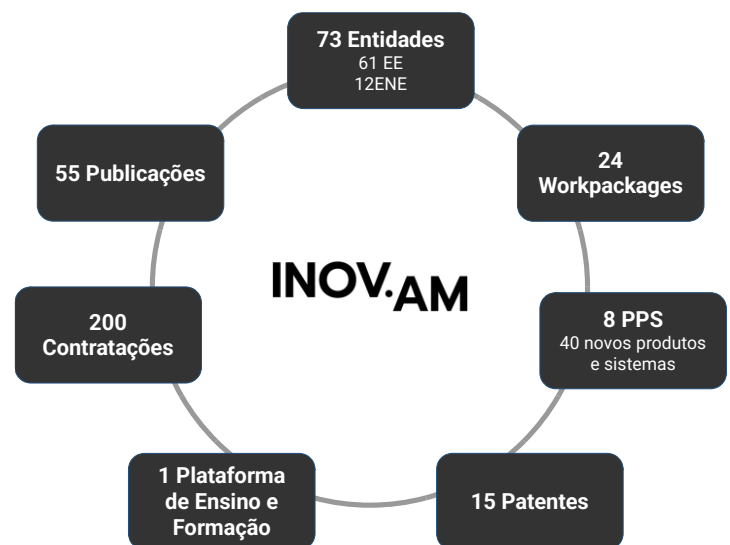 73 Entidades
61 EE
12ENE
55 Publicações
24
Workpackages
INOV.AM
200
Contratações
8 PPS
40 novos produtos
e sistemas
1 Plataforma
de Ensino e
Formação
15 Patentes